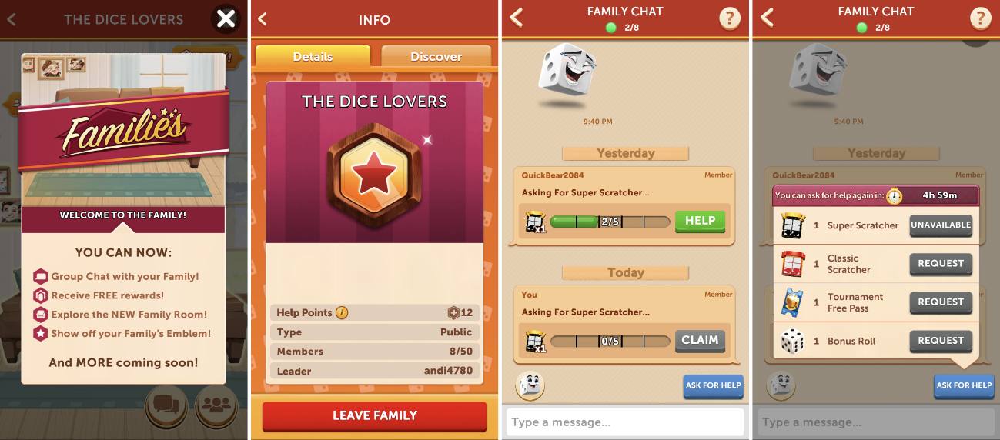 THE DICE LOVERS
Families
WELCOME TO THE FAMILY!
YOU CAN NOW:
Group Chat with your Family!
Receive FREE rewards!
Explore the NEW Family Room!
Show off your Family's Emblem!
And MORE coming soon!
INFO
Details
Discover
THE DICE LOVERS
Help Points i 12
Type Public
Members 8/50
Leader andi4780
LEAVE FAMILY
FAMILY CHAT
?
2/8
9:40 PM
Yesterday
QuickBear2084 Member
Asking For Super Scratcher...
x1 2/5 HELP
Today
You Member
Asking For Super Scratcher...
x1 0/5 CLAIM
ASK FOR HELP
Type a message...
FAMILY CHAT
?
2/8
9:40 PM
Yesterday
QuickBear2084 Member
You can ask for help again in: 4h 59m
1 Super Scratcher UNAVAILABLE
1 Classic
Scratcher REQUEST
1 Tournament
Free Pass REQUEST
1 Bonus Roll REQUEST
ASK FOR HELP
Type a message...